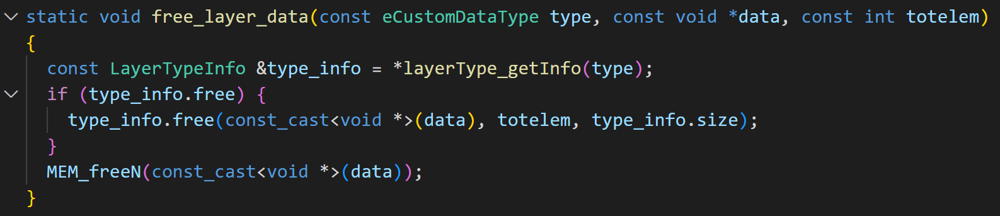 static void free_layer_data(const eCustomDataType type, const void *data, const int totelem)
{
  const LayerTypeInfo &type_info = *layerType_getInfo(type);
  if (type_info.free) {
    type_info.free(const_cast<void *>(data), totelem, type_info.size);
  }
  MEM_freeN(const_cast<void *>(data));
}